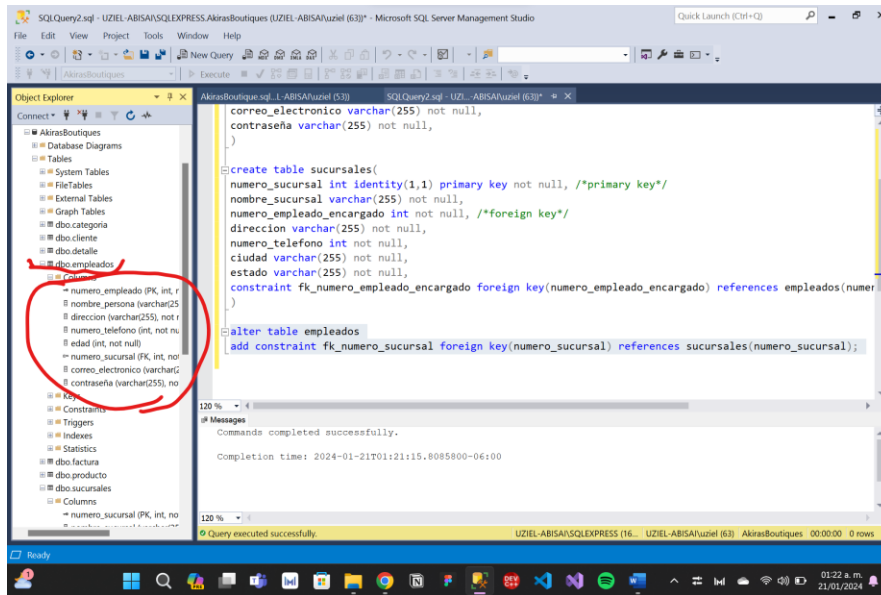 SQLQuery2.sql - UZIEL-ABISAI\SQLEXPRESS.AkirasBoutiques (UZIEL-ABISAI\uziel (63))* - Microsoft SQL Server Management Studio
Quick Launch (Ctrl+Q)
File Edit View Project Tools Window Help
New Query
AkirasBoutiques
Execute
Object Explorer
AkirasBoutique.sql...L-ABISAI\uziel (53))
SQLQuery2.sql - UZI...-ABISAI\uziel (63))*
Connect
AkirasBoutiques
Database Diagrams
Tables
System Tables
FileTables
External Tables
Graph Tables
dbo.categoria
dbo.cliente
dbo.detalle
dbo.empleados
Columns
numero_empleado (PK, int, r
nombre_persona (varchar(25
direccion (varchar(255), not r
numero_telefono (int, not nu
edad (int, not null)
numero_sucursal (FK, int, not
correo_electronico (varchar(2
contraseña (varchar(255), no
Keys
Constraints
Triggers
Indexes
Statistics
dbo.factura
dbo.producto
dbo.sucursales
Columns
numero_sucursal (PK, int, no
correo_electronico varchar(255) not null,
contraseña varchar(255) not null,
)
create table sucursales(
numero_sucursal int identity(1,1) primary key not null, /*primary key*/
nombre_sucursal varchar(255) not null,
numero_empleado_encargado int not null, /*foreign key*/
direccion varchar(255) not null,
numero_telefono int not null,
ciudad varchar(255) not null,
estado varchar(255) not null,
constraint fk_numero_empleado_encargado foreign key(numero_empleado_encargado) references empleados(numer
)
alter table empleados
add constraint fk_numero_sucursal foreign key(numero_sucursal) references sucursales(numero_sucursal);
120 %
Messages
Commands completed successfully.
Completion time: 2024-01-21T01:21:15.8085800-06:00
120 %
Query executed successfully.
UZIEL-ABISAI\SQLEXPRESS (16... UZIEL-ABISAI\uziel (63) AkirasBoutiques 00:00:00 0 rows
Ready
01:22 a. m.
21/01/2024